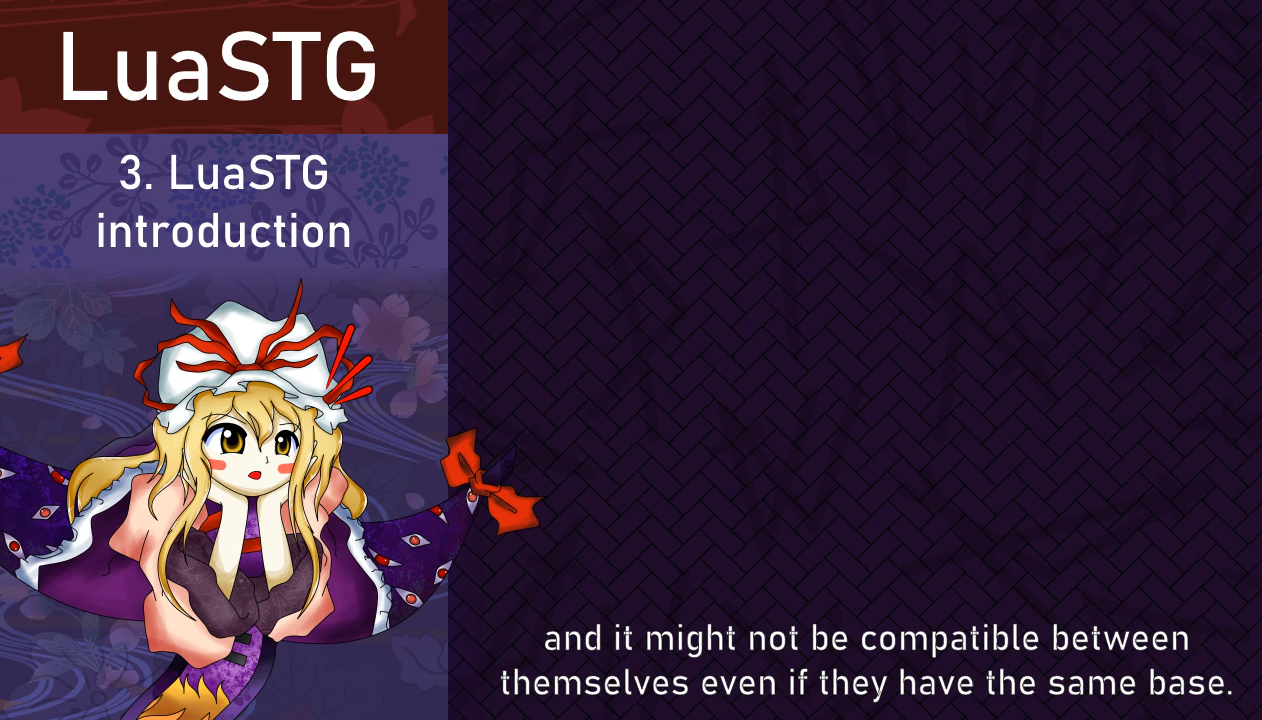 LuaSTG
3. LuaSTG
introduction
and it might not be compatible between
themselves even if they have the same base.